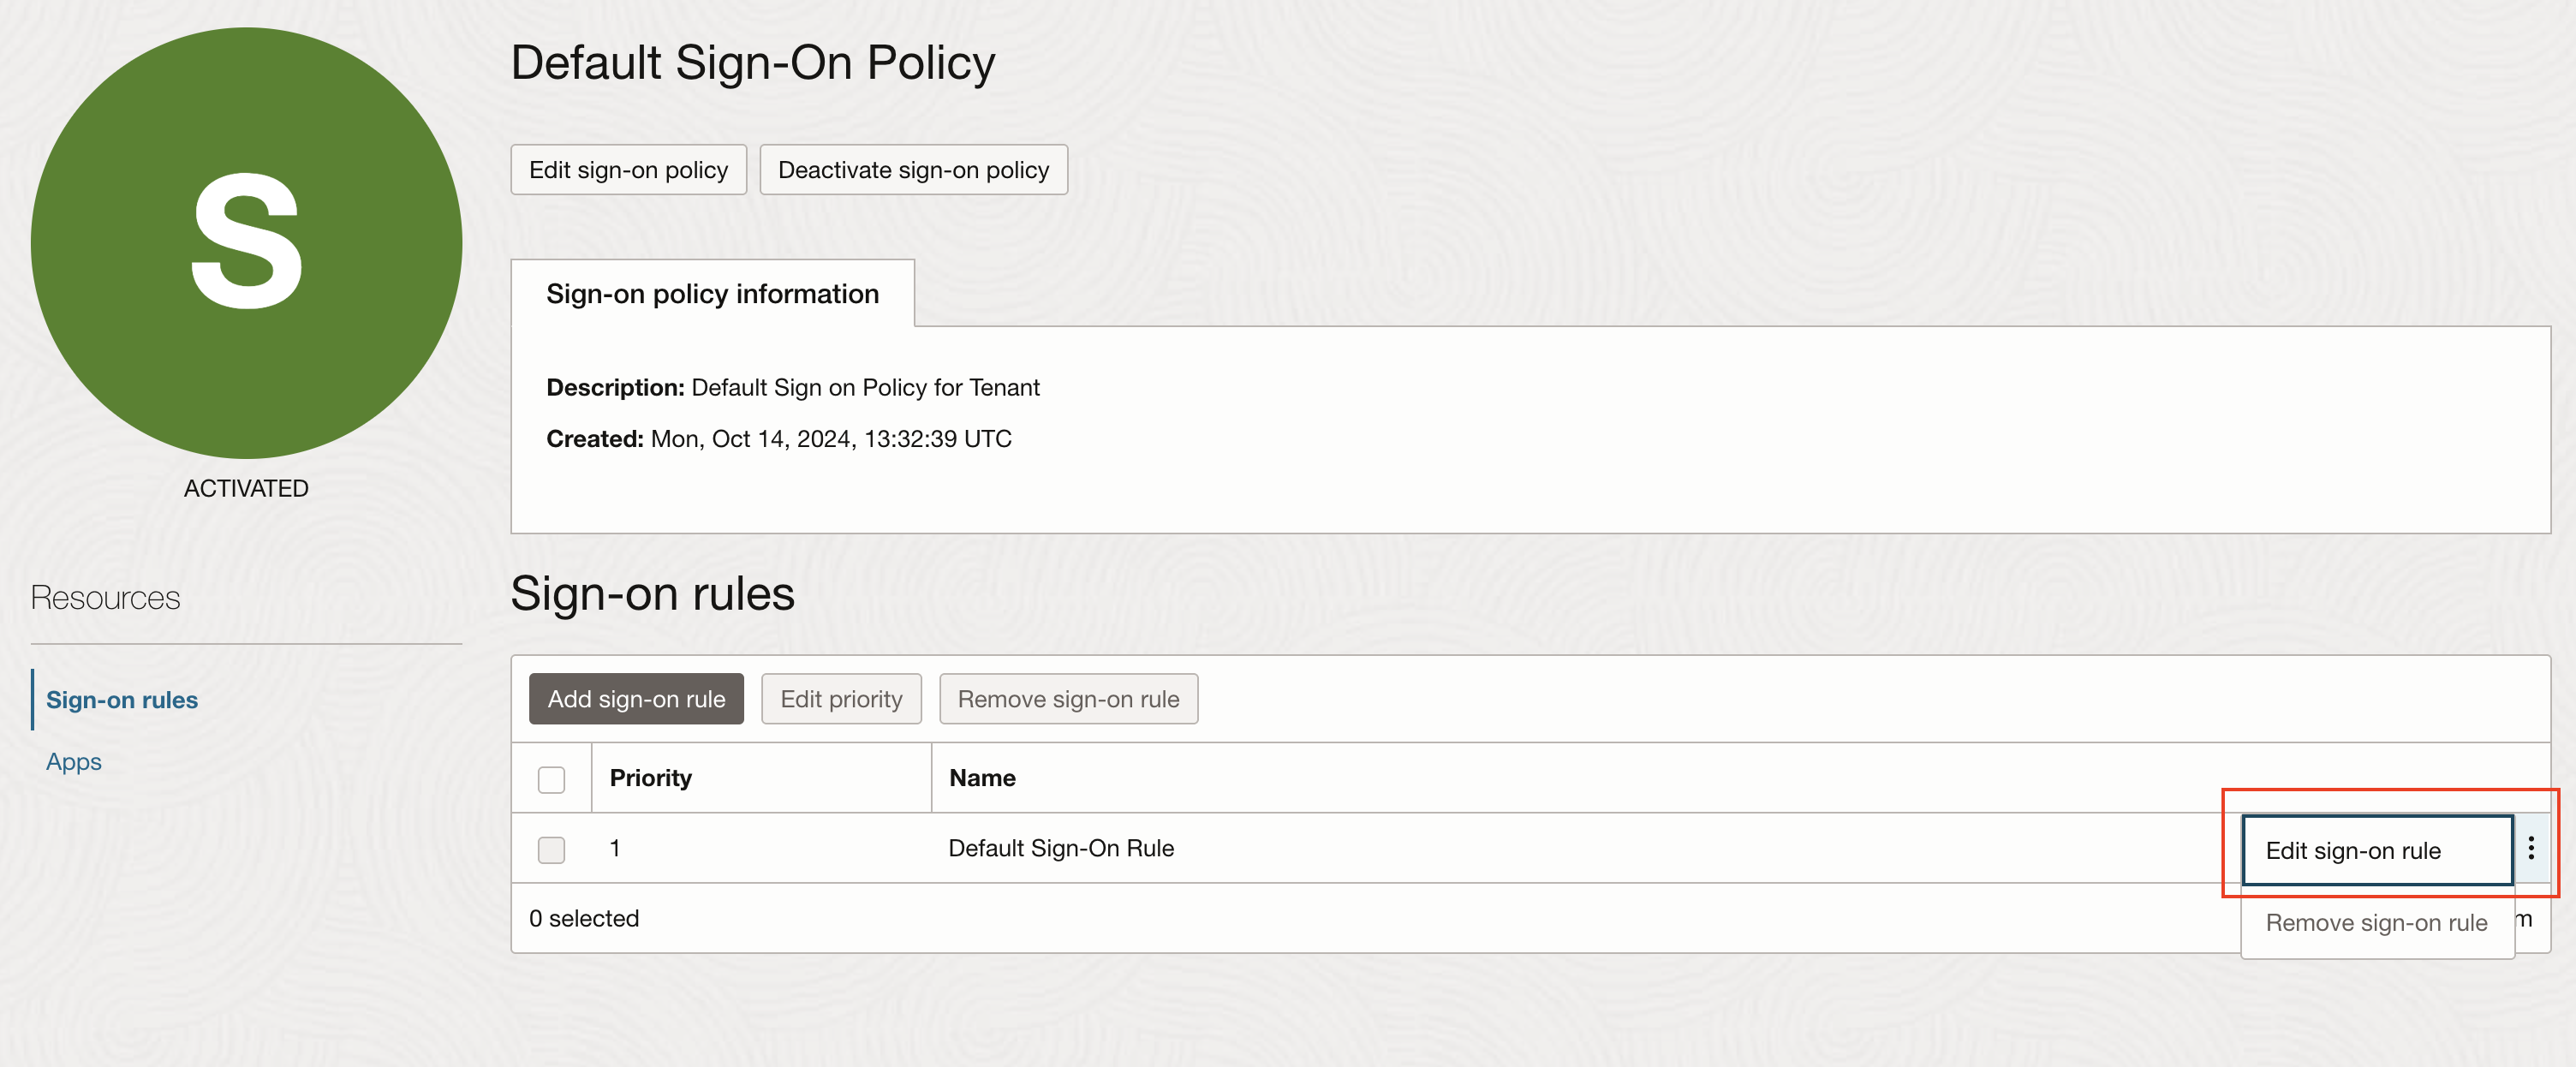 S
ACTIVATED
Resources
Sign-on rules
Apps
Default Sign-On Policy
Edit sign-on policy
Deactivate sign-on policy
Sign-on policy information
Description: Default Sign on Policy for Tenant
Created: Mon, Oct 14, 2024, 13:32:39 UTC
Sign-on rules
Add sign-on rule
Edit priority
Remove sign-on rule
Priority
Name
1
Default Sign-On Rule
Edit sign-on rule
Remove sign-on rule
0 selected